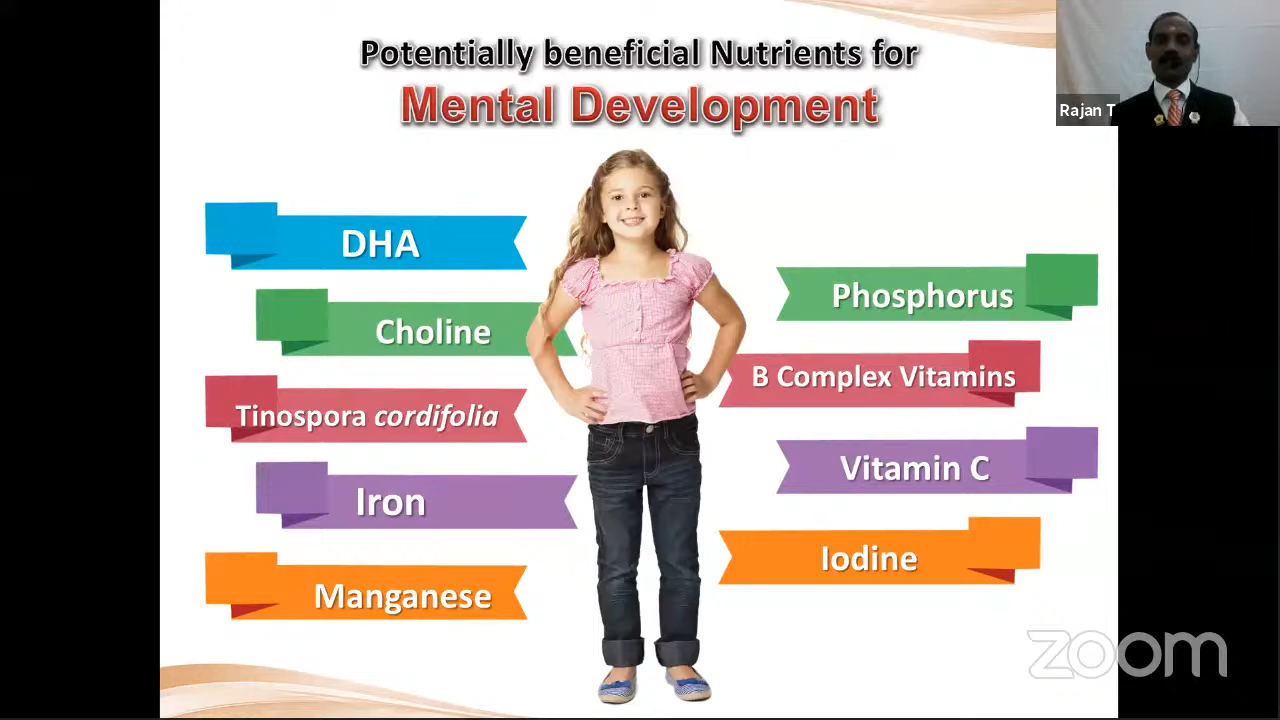 Potentially beneficial Nutrients for
Mental Development
Rajan T
DHA
Choline
Tinospora cordifolia
Iron
Manganese
Phosphorus
B Complex Vitamins
Vitamin C
Iodine
zoom